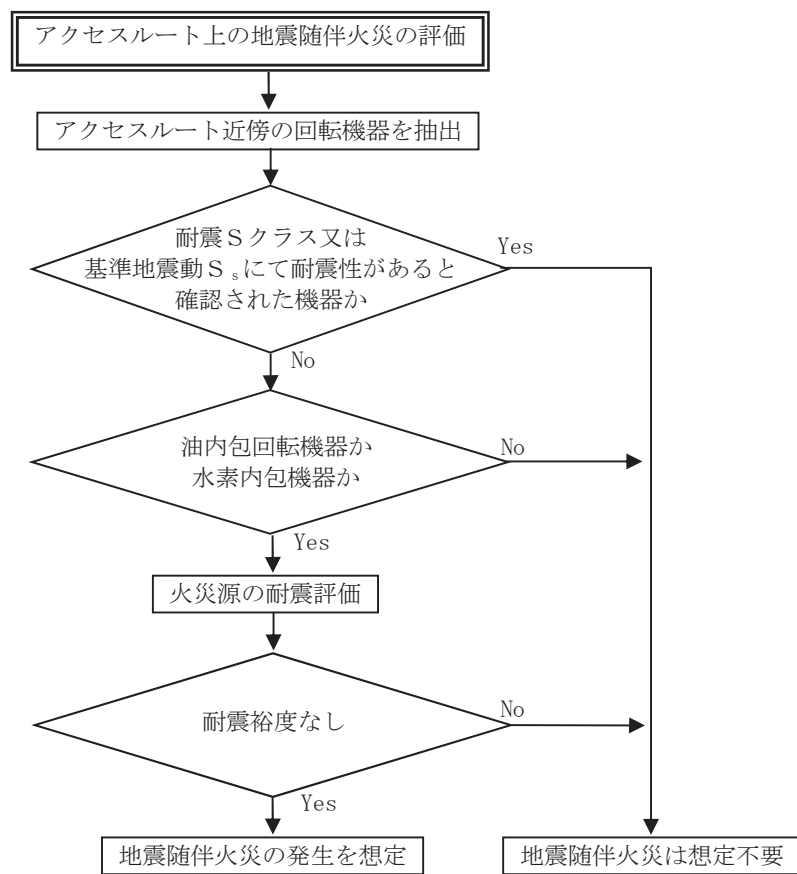 アクセスルート上の地震随伴火災の評価
アクセスルート近傍の回転機器を抽出
耐震Sクラス又は
基準地震動Ssにて耐震性があると
確認された機器か
Yes
No
油内包回転機器か
水素内包機器か
No
Yes
火災源の耐震評価
耐震裕度なし
No
Yes
地震随伴火災の発生を想定
地震随伴火災は想定不要